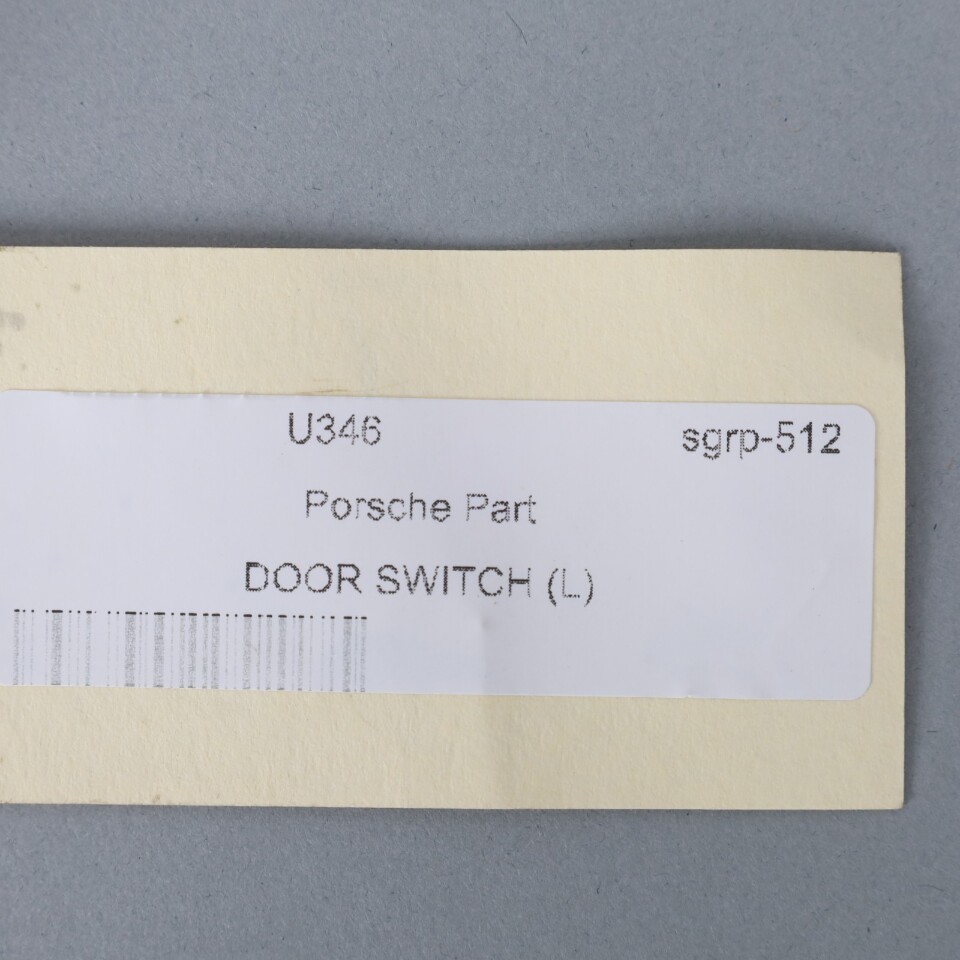 U346 sgrp-512
Porsche Part
DOOR SWITCH (L)